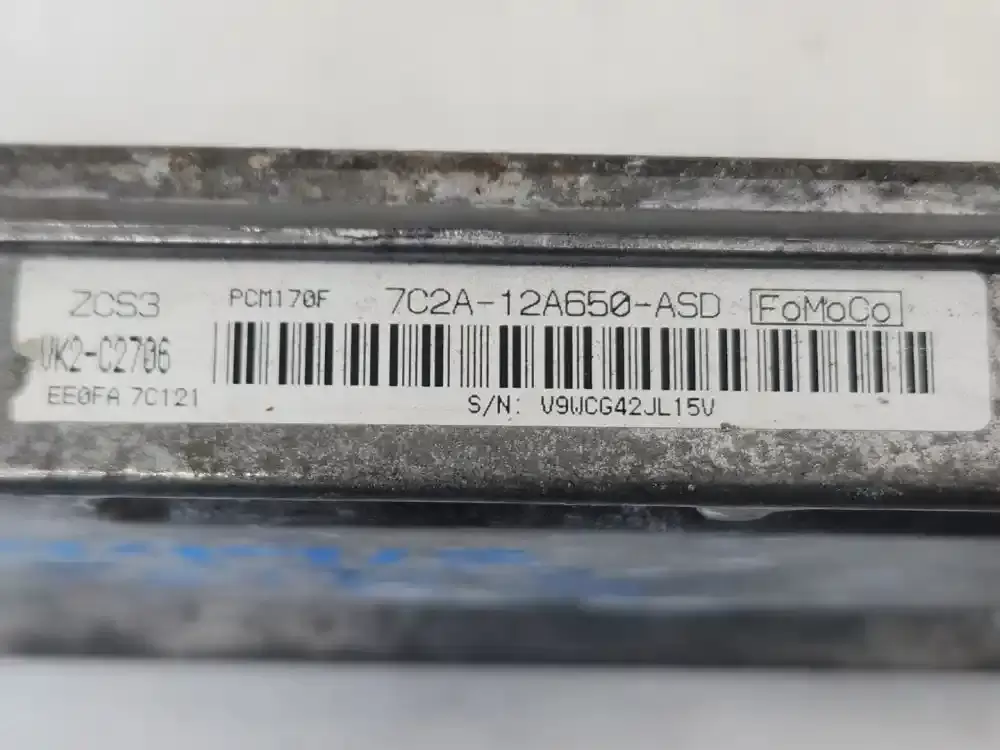 ZCS3 PCM170F 7C2A-12A650-ASD FoMoCo
VK2-C2706
EE0FA 7C121
S/N: V9WCG42JL15V